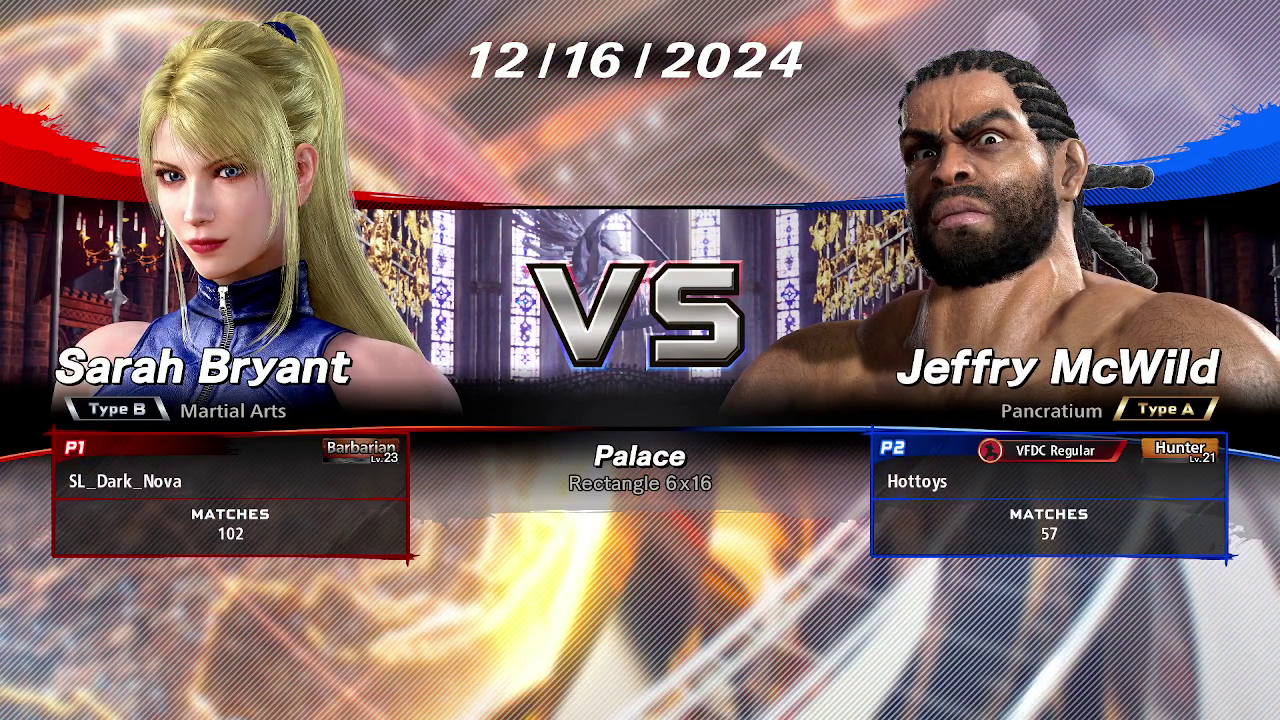 12/16/2024
VS
Sarah Bryant
Type B Martial Arts
Jeffry McWild
Pancratium Type A
P1 Barbarian Lv.23
SL_Dark_Nova
MATCHES
102
Palace
Rectangle 6x16
P2 VFDC Regular Hunter Lv.21
Hottoys
MATCHES
57